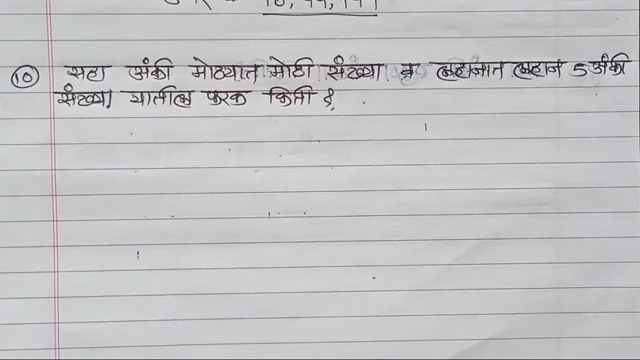 ⑩ सहा अंकी मोठ्यात मोठी संख्या व लहानात लहान 5 अंकी
संख्या यातील फरक किती ?